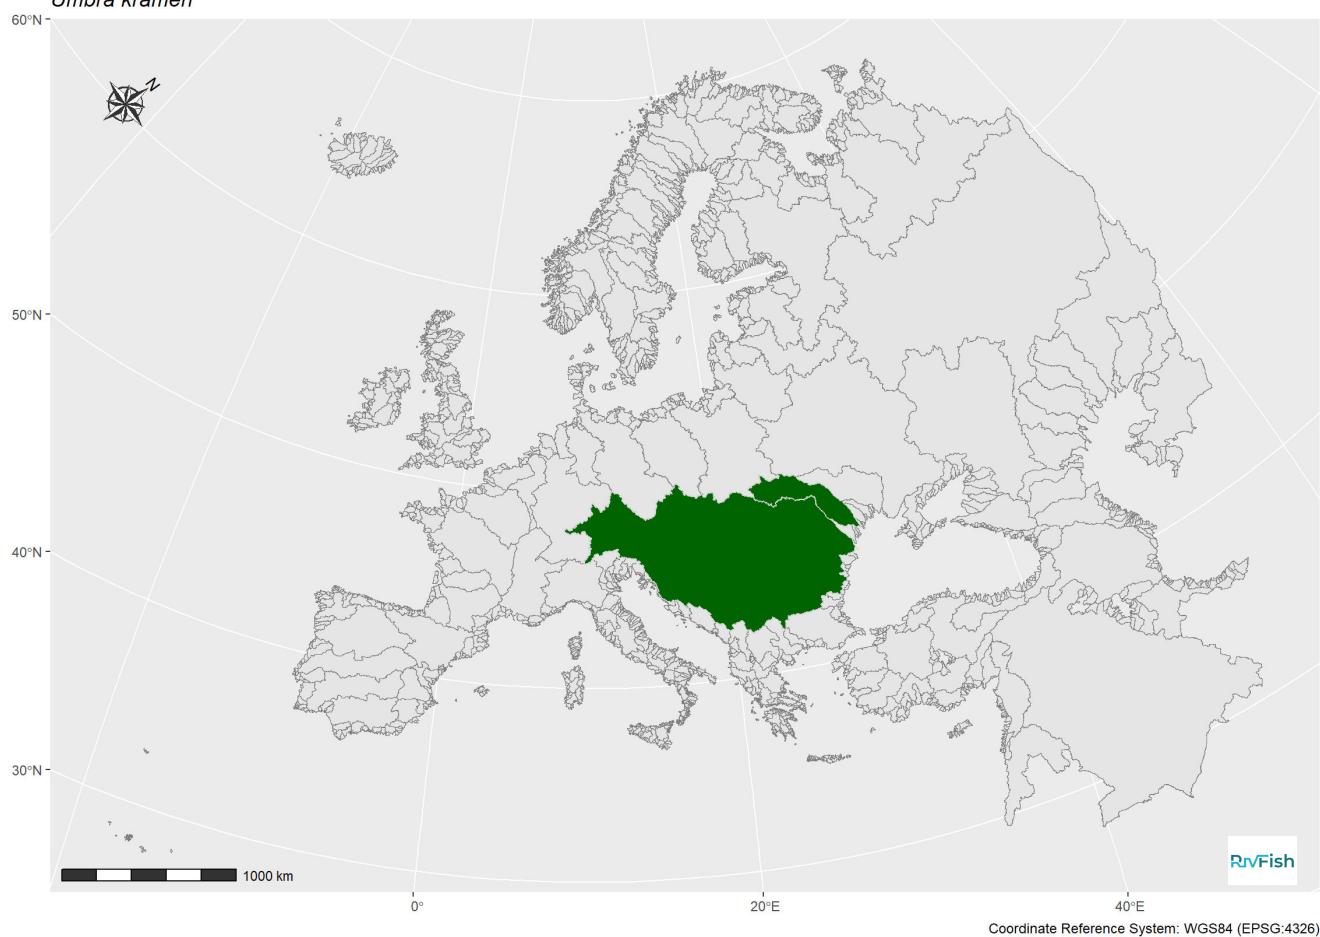 Umbra krameri
60°N
N
50°N
40°N
30°N
1000 km
RivFish
0°
20°E
40°E
Coordinate Reference System: WGS84 (EPSG:4326)